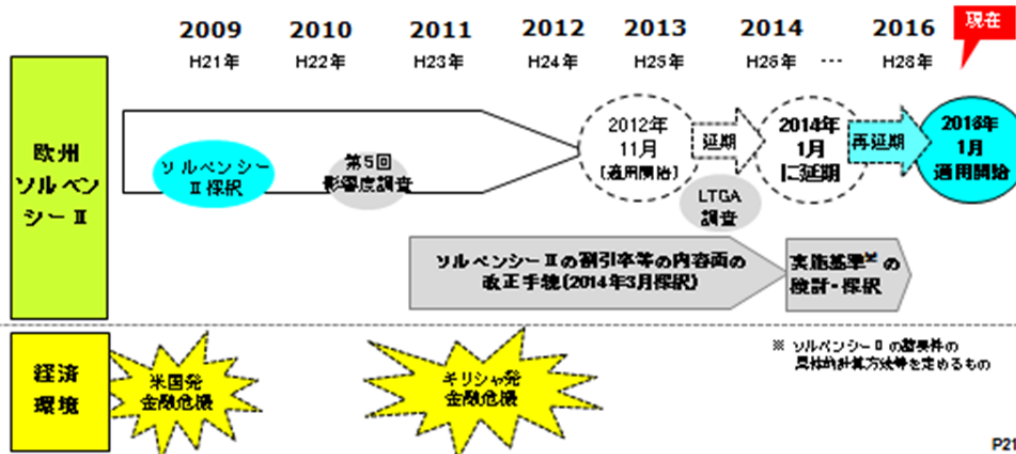 2009
2010
2011
2012
2013
2014
2016
現在
H21年
H22年
H23年
H24年
H25年
H26年
…
H28年
欧州
ソルベン
シーⅡ
ソルベンシー
Ⅱ採択
第5回
影響度調査
2012年
11月
〔適用開始〕
延期
2014年
1月
に延期
再延期
2016年
1月
適用開始
LTGA
調査
ソルベンシーⅡの割引率等の内容面の
改正手続(2014年3月採択)
実施基準※の
検討・採択
経済
環境
米国発
金融危機
ギリシャ発
金融危機
※ ソルベンシーⅡの諸要件の
具体的計算方法等を定めるもの
P21